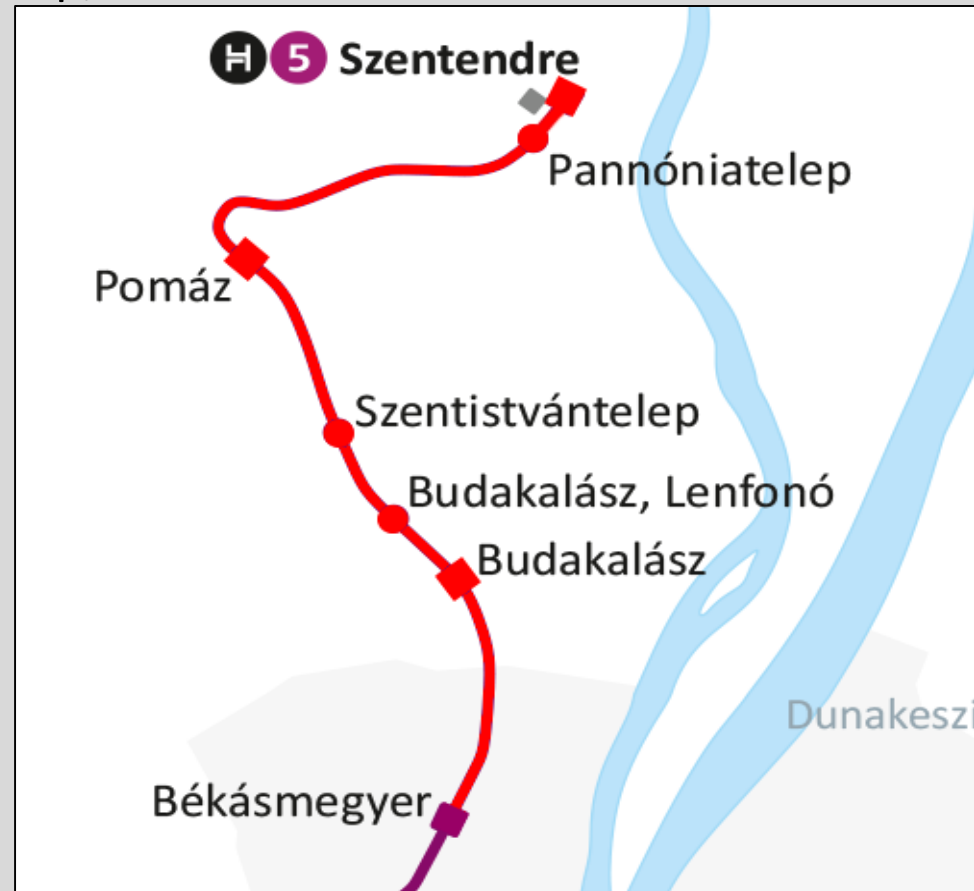 H 5 Szentendre
Pannóniatelep
Pomáz
Szentistvántelep
Budakalász, Lenfonó
Budakalász
Dunakeszi
Békásmegyer